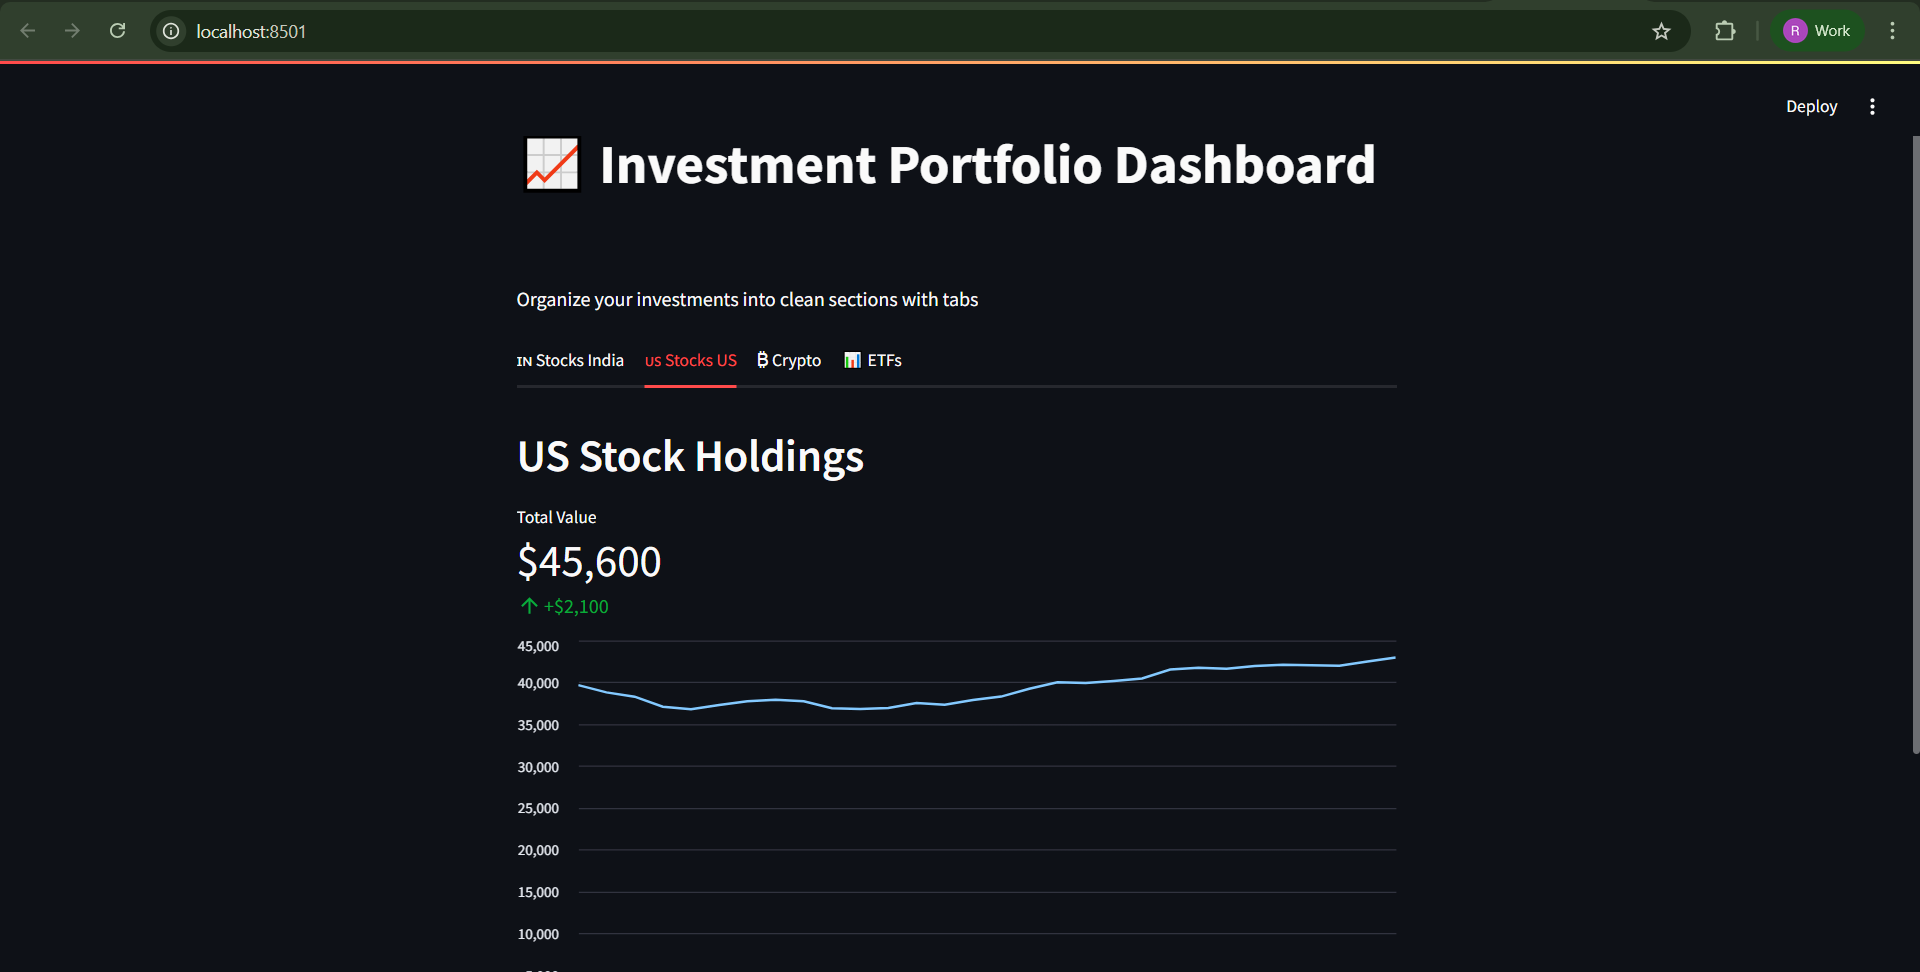 localhost:8501
R Work
Deploy
Investment Portfolio Dashboard
Organize your investments into clean sections with tabs
IN Stocks India
US Stocks US
₿ Crypto
ETFs
US Stock Holdings
Total Value
$45,600
+$2,100
45,000
40,000
35,000
30,000
25,000
20,000
15,000
10,000